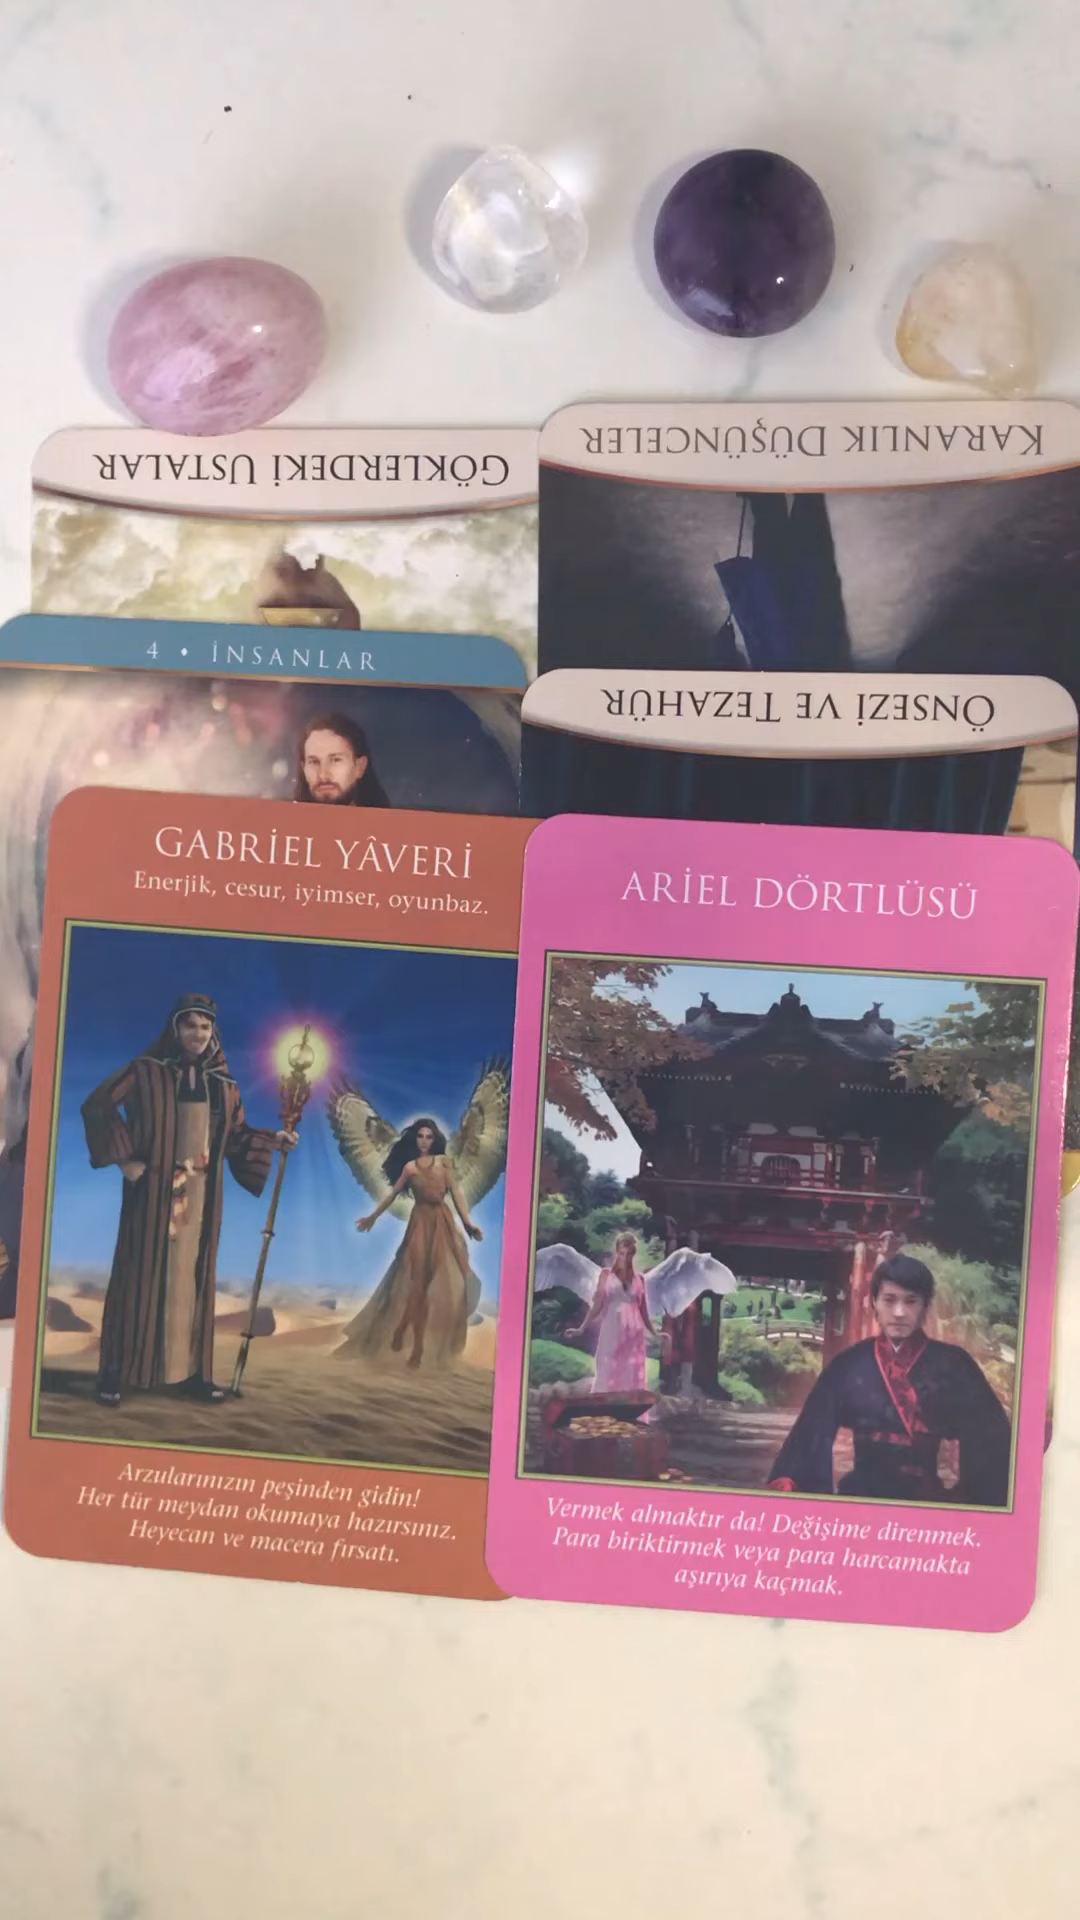 GÖKLERDEKİ USTALAR
KARANLIK DÜŞÜNCELER
4 • İNSANLAR
ÖNSEZİ VE TEZAHÜR
GABRİEL YÂVERİ
Enerjik, cesur, iyimser, oyunbaz.
Arzularınızın peşinden gidin!
Her tür meydan okumaya hazırsınız.
Heyecan ve macera fırsatı.
ARİEL DÖRTLÜSÜ
Vermek almaktır da! Değişime direnmek.
Para biriktirmek veya para harcamakta
aşırıya kaçmak.